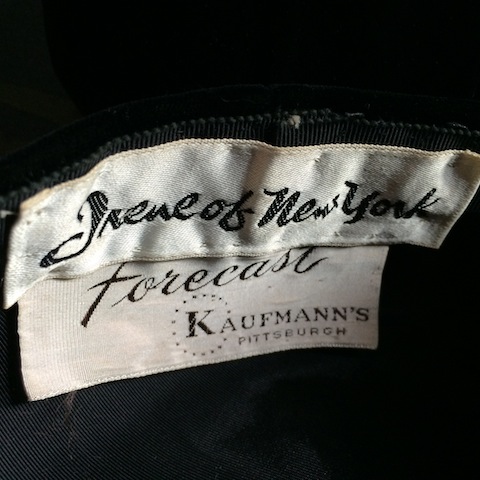 Irene of New York
Forecast
KAUFMANN'S
PITTSBURGH